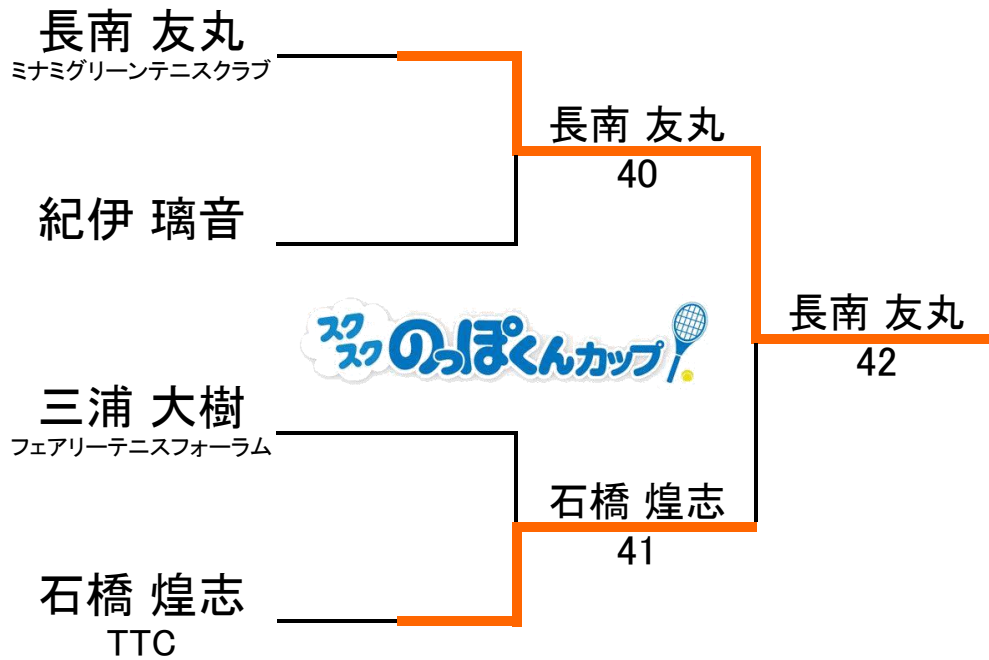 長南 友丸
ミナミグリーンテニスクラブ
長南 友丸
40
紀伊 璃音
長南 友丸
42
スクスク のっぽくんカップ
三浦 大樹
フェアリーテニスフォーラム
石橋 煌志
41
石橋 煌志
TTC